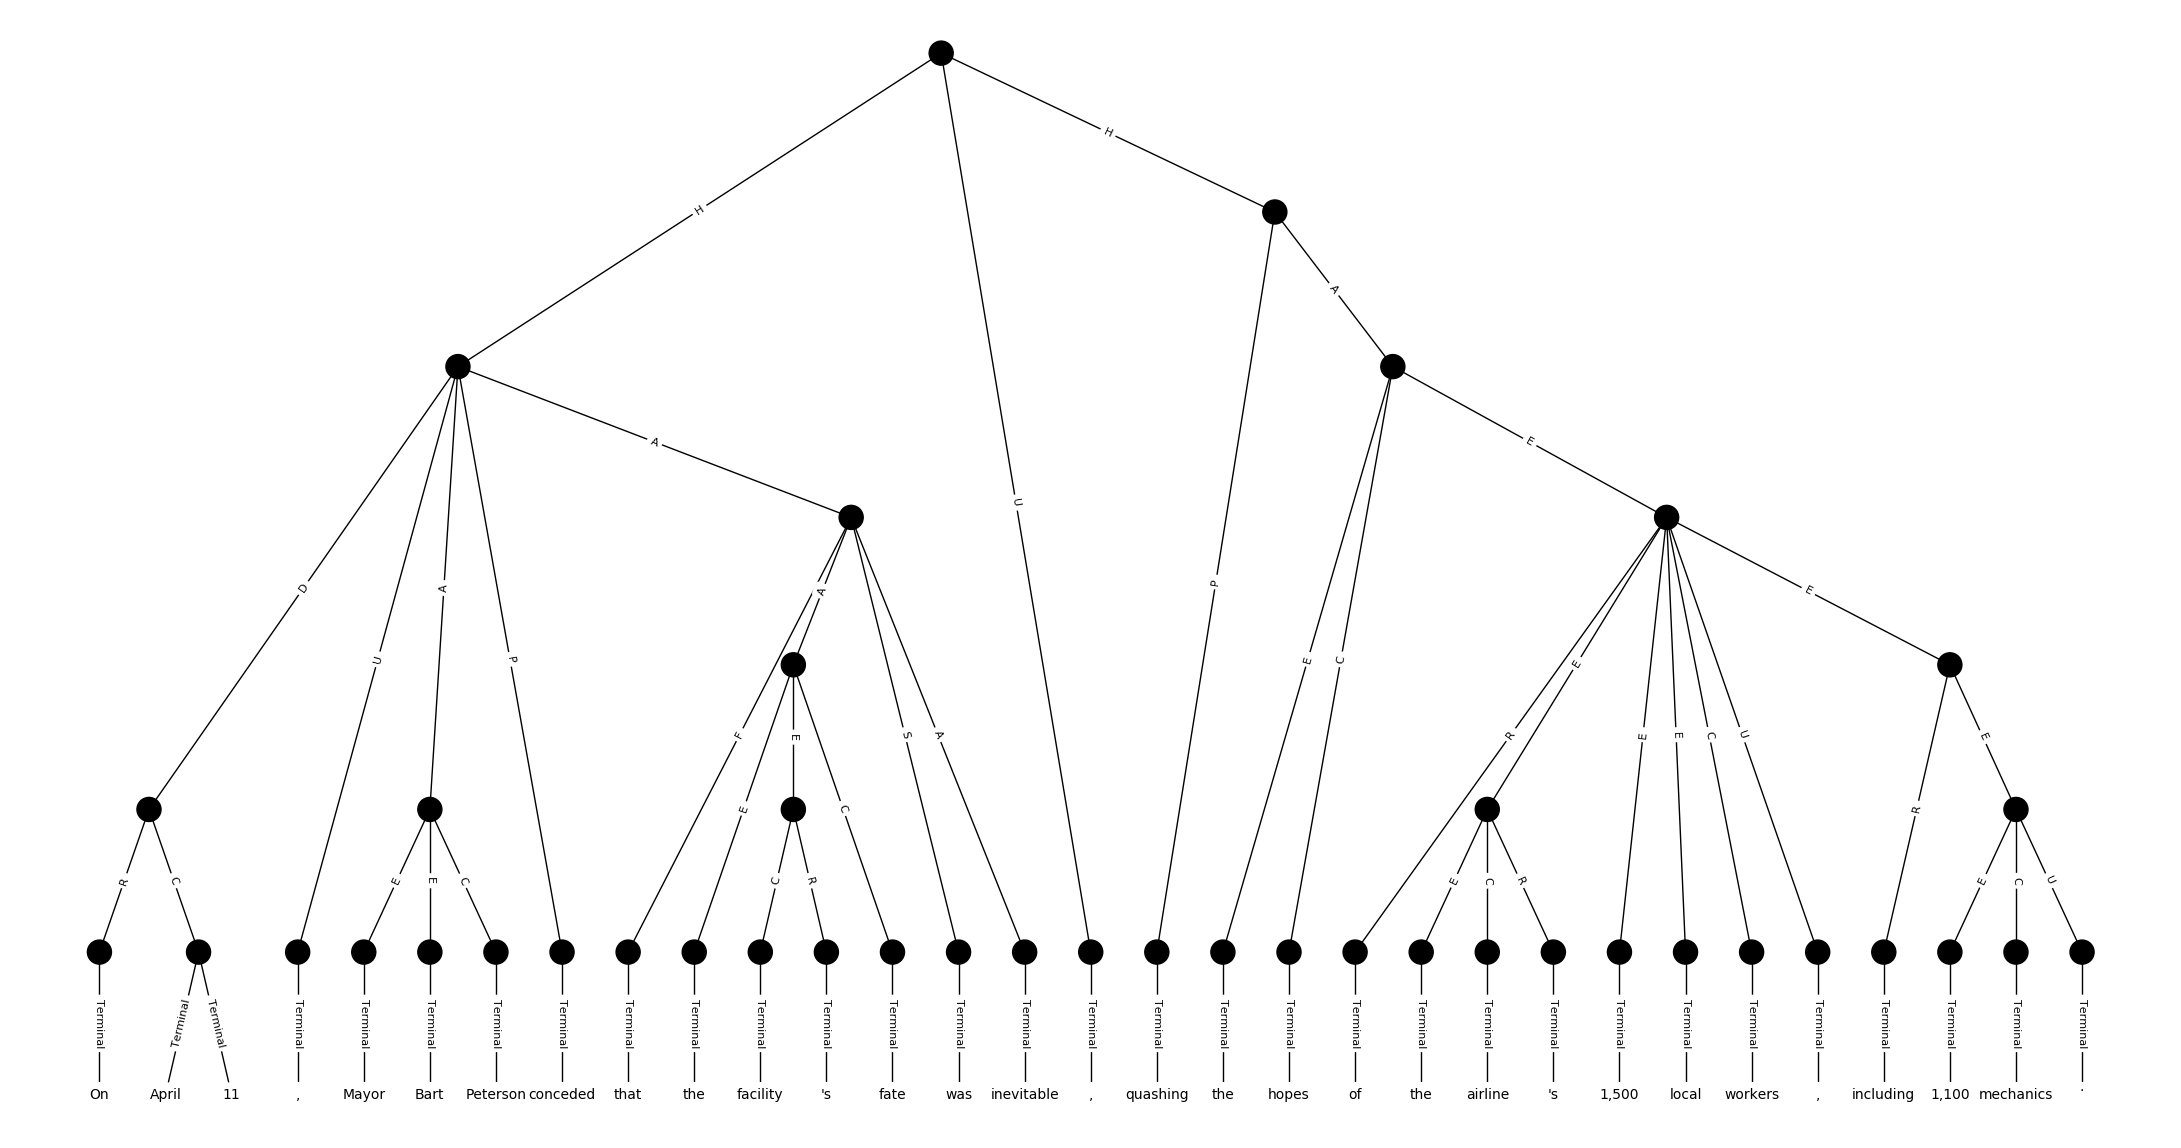 H
H
A
D
U
A
P
A
E
F
A
S
A
U
P
E
C
R
E
E
E
C
U
E
E
E
C
R
E
R
C
E
E
C
C
R
E
C
R
E
C
U
Terminal Terminal Terminal Terminal Terminal Terminal Terminal Terminal Terminal Terminal Terminal Terminal Terminal Terminal Terminal Terminal Terminal Terminal Terminal Terminal Terminal Terminal Terminal Terminal Terminal Terminal Terminal Terminal Terminal Terminal Terminal
On April 11 , Mayor Bart Peterson conceded that the facility 's fate was inevitable , quashing the hopes of the airline 's 1,500 local workers , including 1,100 mechanics .